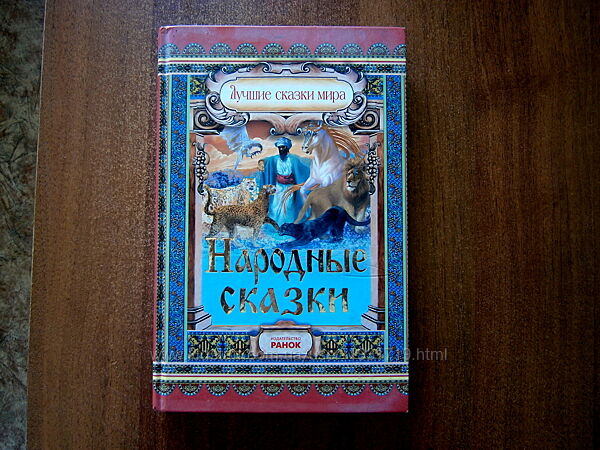 Лучшие сказки мира
Народные
сказки
ИЗДАТЕЛЬСТВО
РАНОК